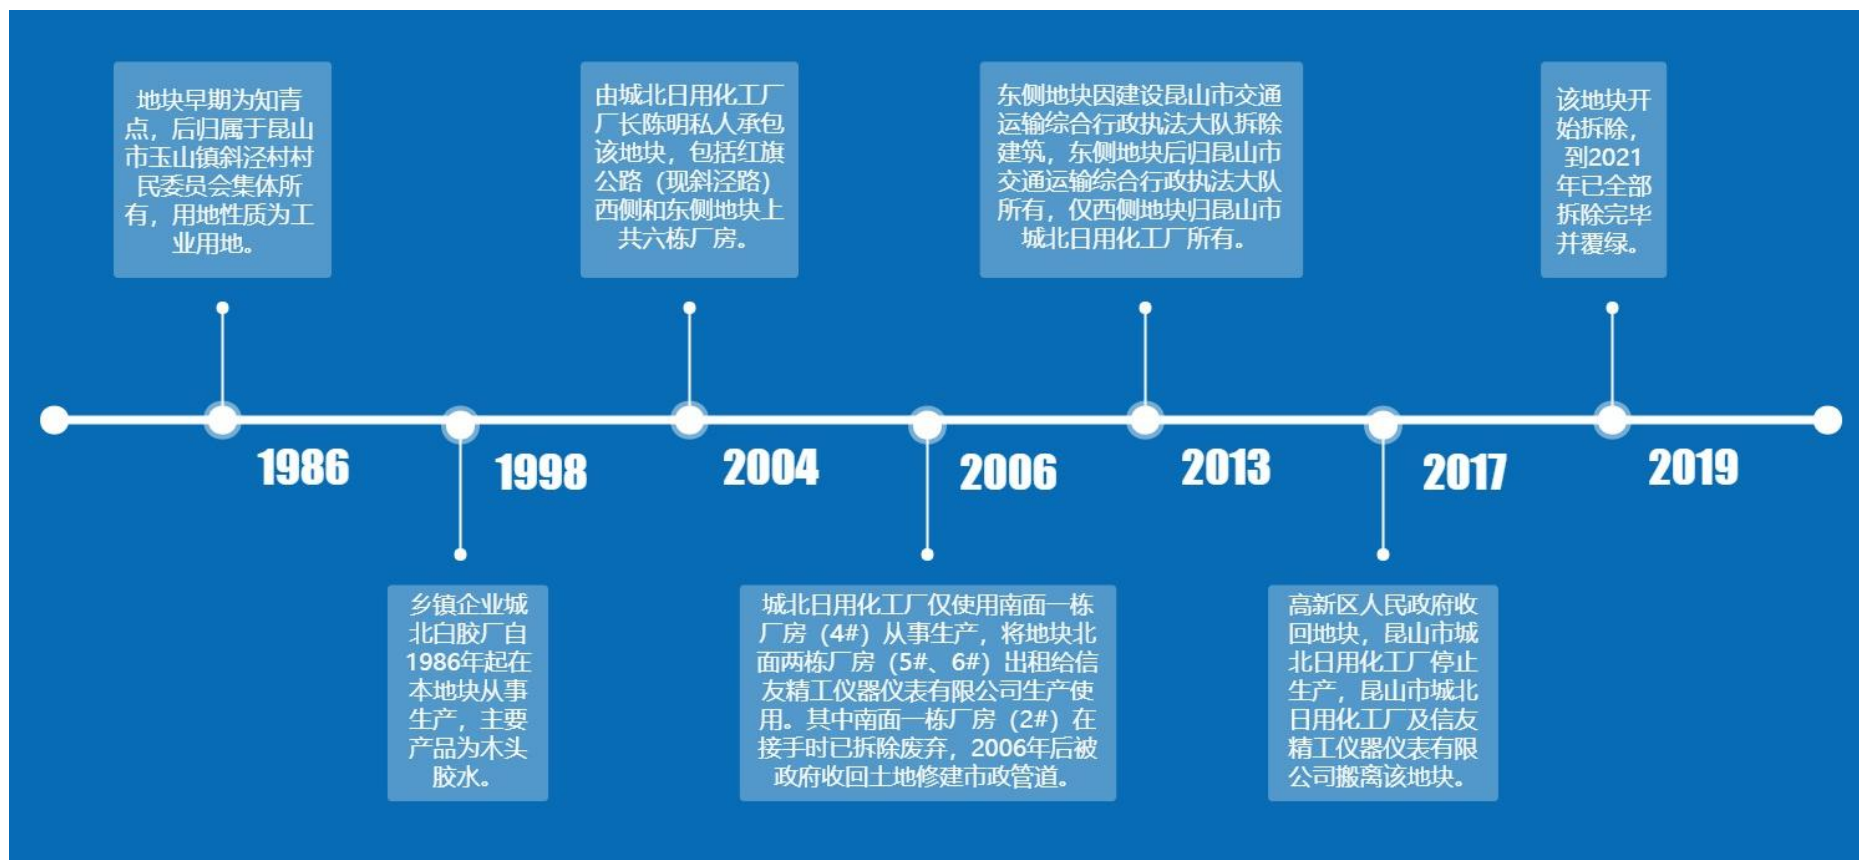 地块早期为知青
点，后归属于昆山
市玉山镇斜泾村村
民委员会集体所
有，用地性质为工
业用地。
由城北日用化工厂
厂长陈明私人承包
该地块，包括红旗
公路（现斜泾路）
西侧和东侧地块上
共六栋厂房。
东侧地块因建设昆山市交通
运输综合行政执法大队拆除
建筑，东侧地块后归昆山市
交通运输综合行政执法大队
所有，仅西侧地块归昆山市
城北日用化工厂所有。
该地块开
始拆除，
到2021
年已全部
拆除完毕
并覆绿。
1986
1998
2004
2006
2013
2017
2019
乡镇企业城
北白胶厂自
1986年起在
本地块从事
生产，主要
产品为木头
胶水。
城北日用化工厂仅使用南面一栋
厂房（4#）从事生产，将地块北
面两栋厂房（5#、6#）出租给信
友精工仪器仪表有限公司生产使
用。其中南面一栋厂房（2#）在
接手时已拆除废弃，2006年后被
政府收回土地修建市政管道。
高新区人民政府收
回地块，昆山市城
北日用化工厂停止
生产，昆山市城北
日用化工厂及信友
精工仪器仪表有限
公司搬离该地块。